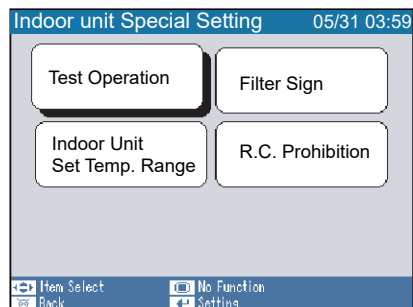 Indoor unit Special Setting 05/31 03:59
Test Operation
Filter Sign
Indoor Unit
Set Temp. Range
R.C. Prohibition
Item Select No Function
Back Setting